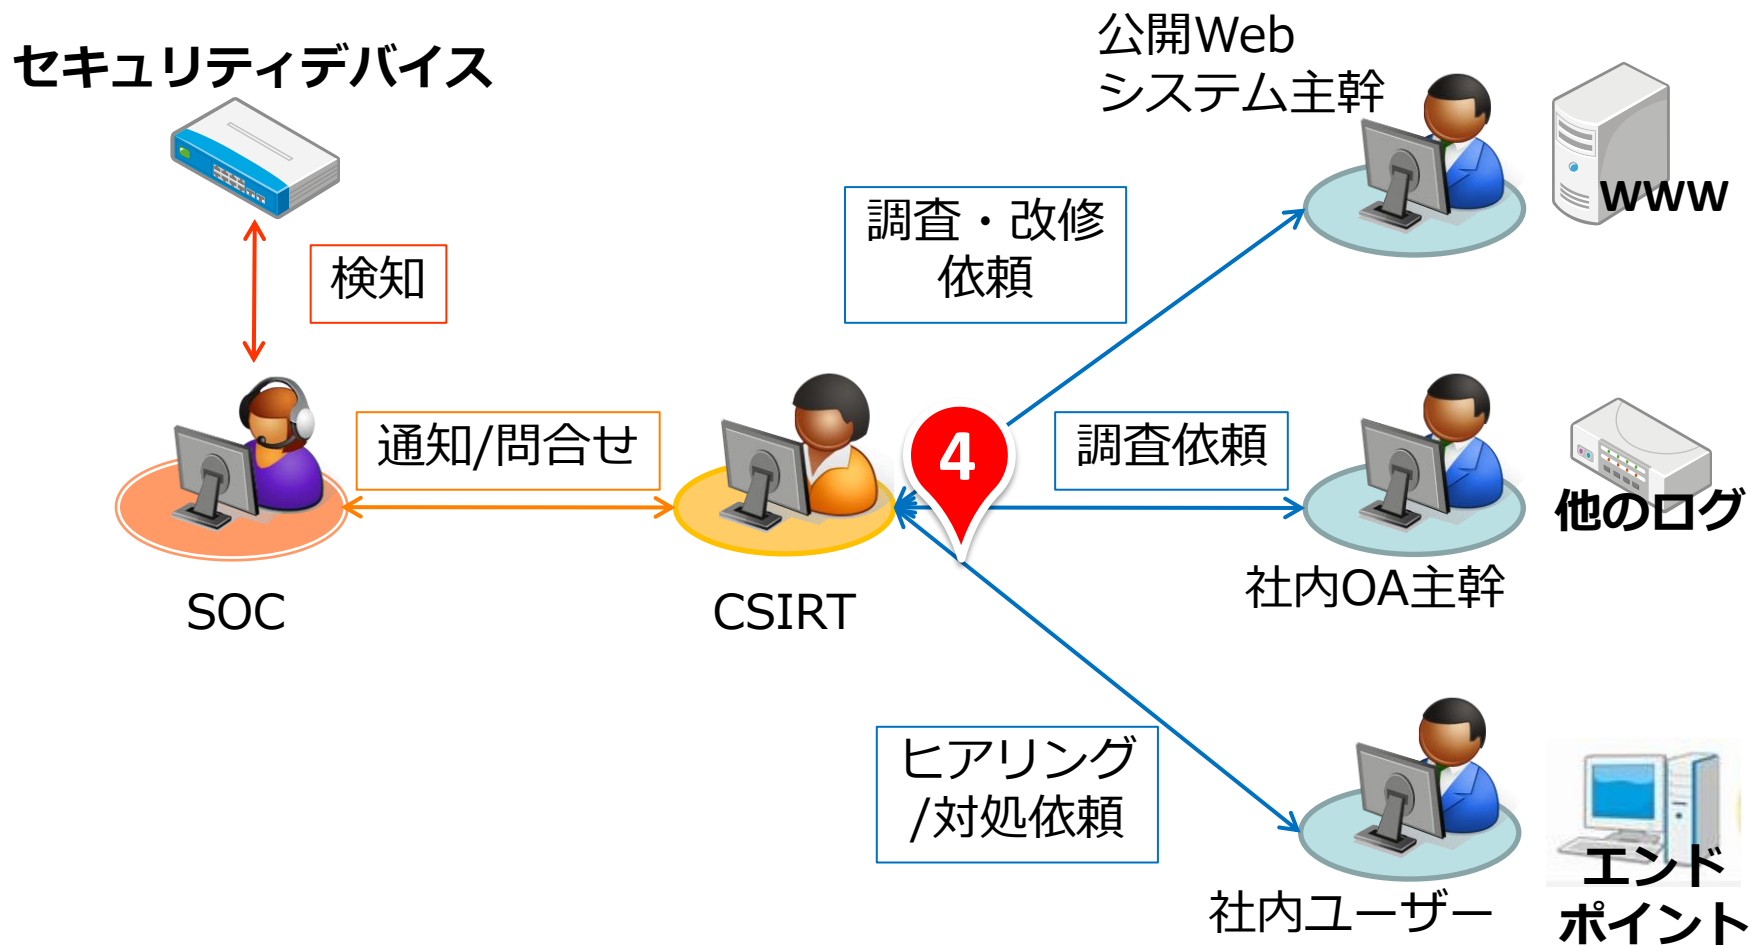 セキュリティデバイス
検知
SOC
通知/問合せ
CSIRT
4
調査・改修
依頼
公開Web
システム主幹
WWW
調査依頼
社内OA主幹
他のログ
ヒアリング
/対処依頼
社内ユーザー
エンド
ポイント